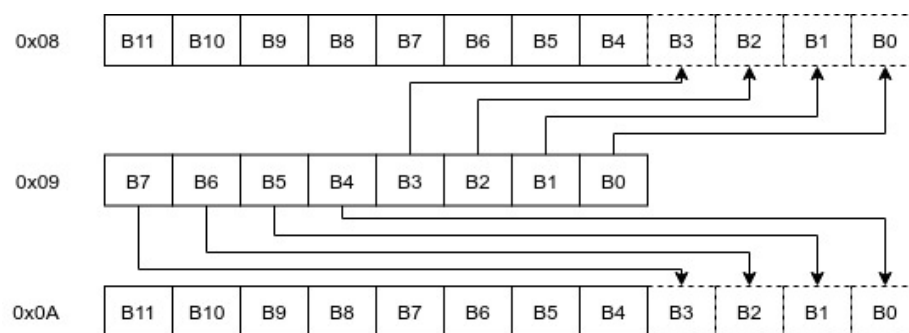 0x08 B11 B10 B9 B8 B7 B6 B5 B4 B3 B2 B1 B0
0x09 B7 B6 B5 B4 B3 B2 B1 B0
0x0A B11 B10 B9 B8 B7 B6 B5 B4 B3 B2 B1 B0